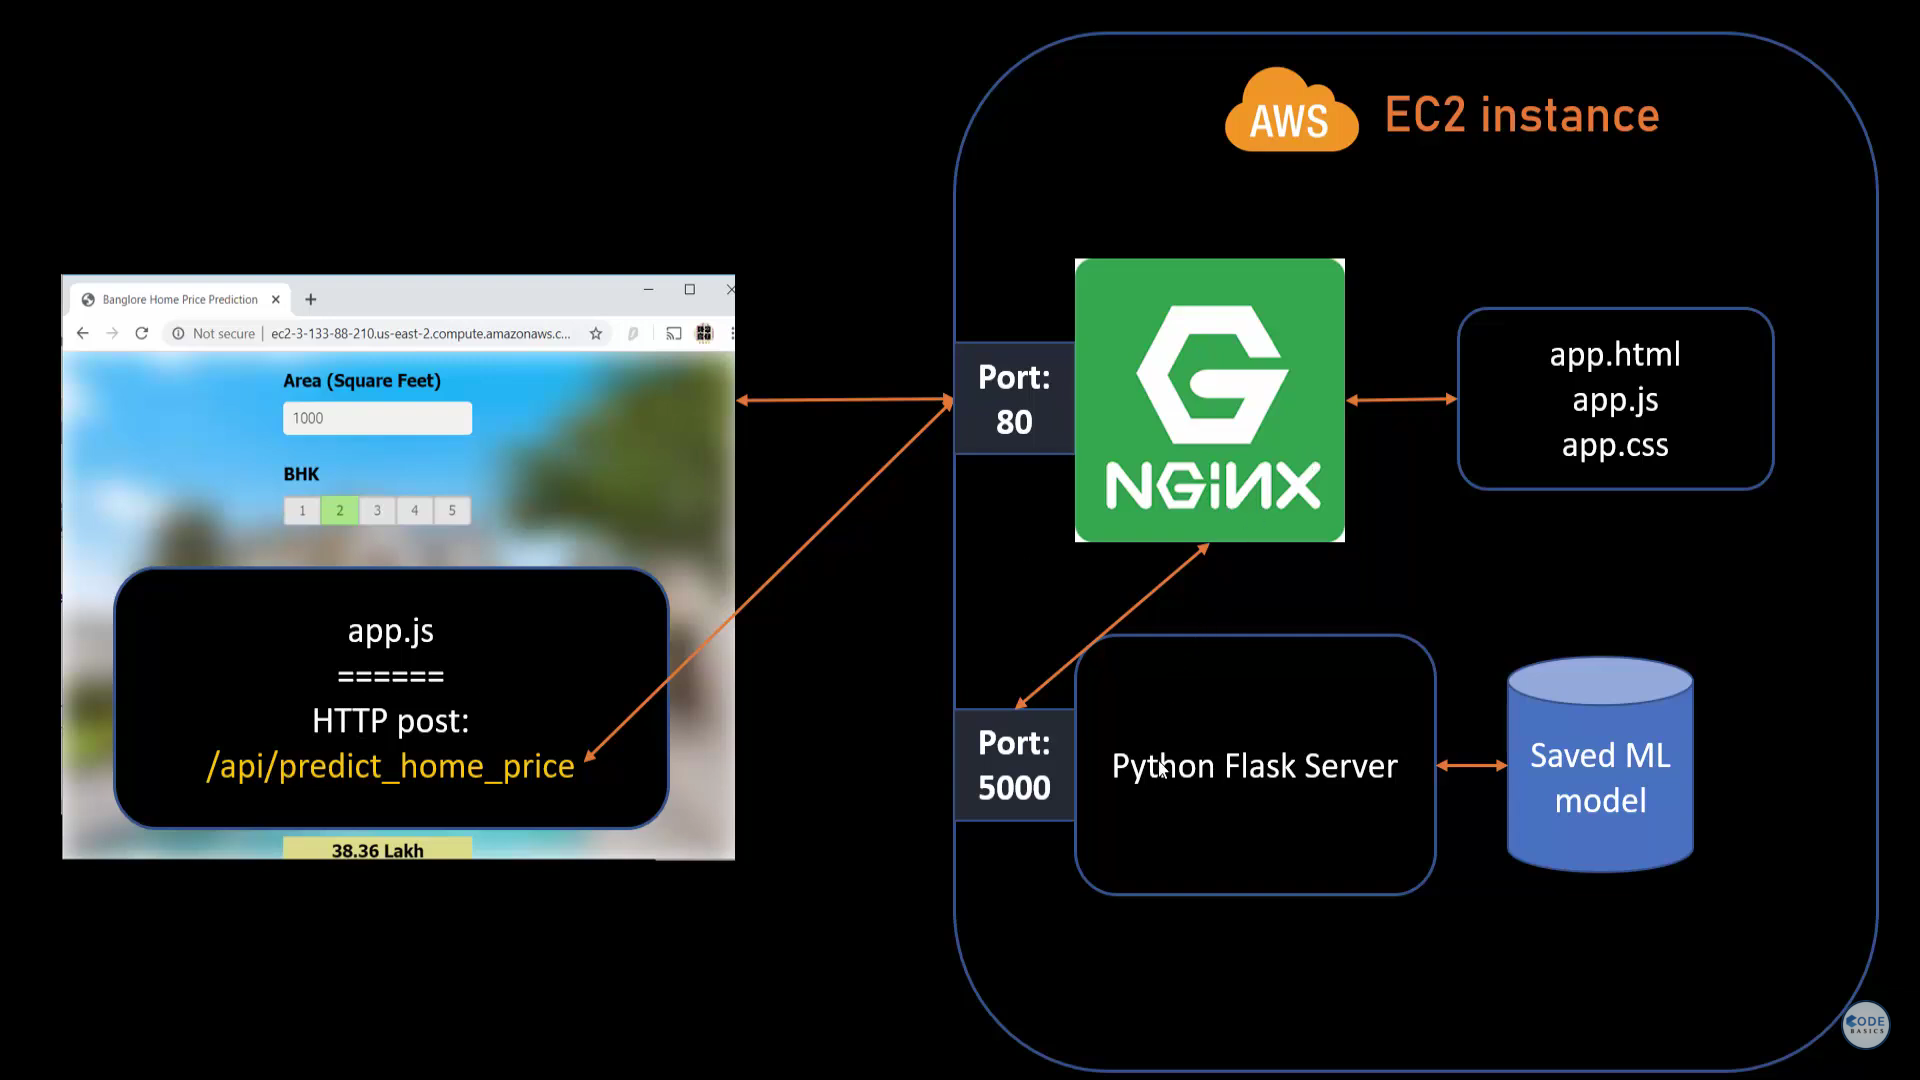 AWS EC2 instance
Banglore Home Price Prediction
Not secure | ec2-3-133-88-210.us-east-2.compute.amazonaws.c...
Area (Square Feet)
1000
BHK
1 2 3 4 5
app.js
======
HTTP post:
/api/predict_home_price
38.36 Lakh
Port:
80
NGiNX
app.html
app.js
app.css
Port:
5000
Python Flask Server
Saved ML
model
CODE
BASICS